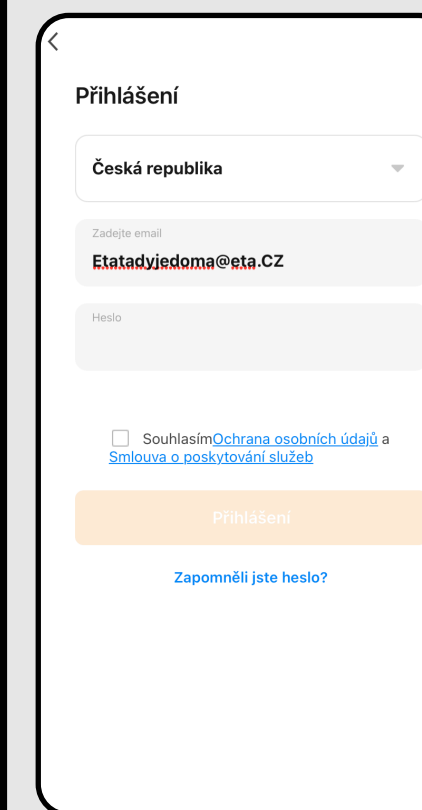 Přihlášení
Česká republika
Zadejte email
Etatadyjedoma@eta.CZ
Heslo
SouhlasímOchrana osobních údajů a
Smlouva o poskytování služeb
Přihlášení
Zapomněli jste heslo?